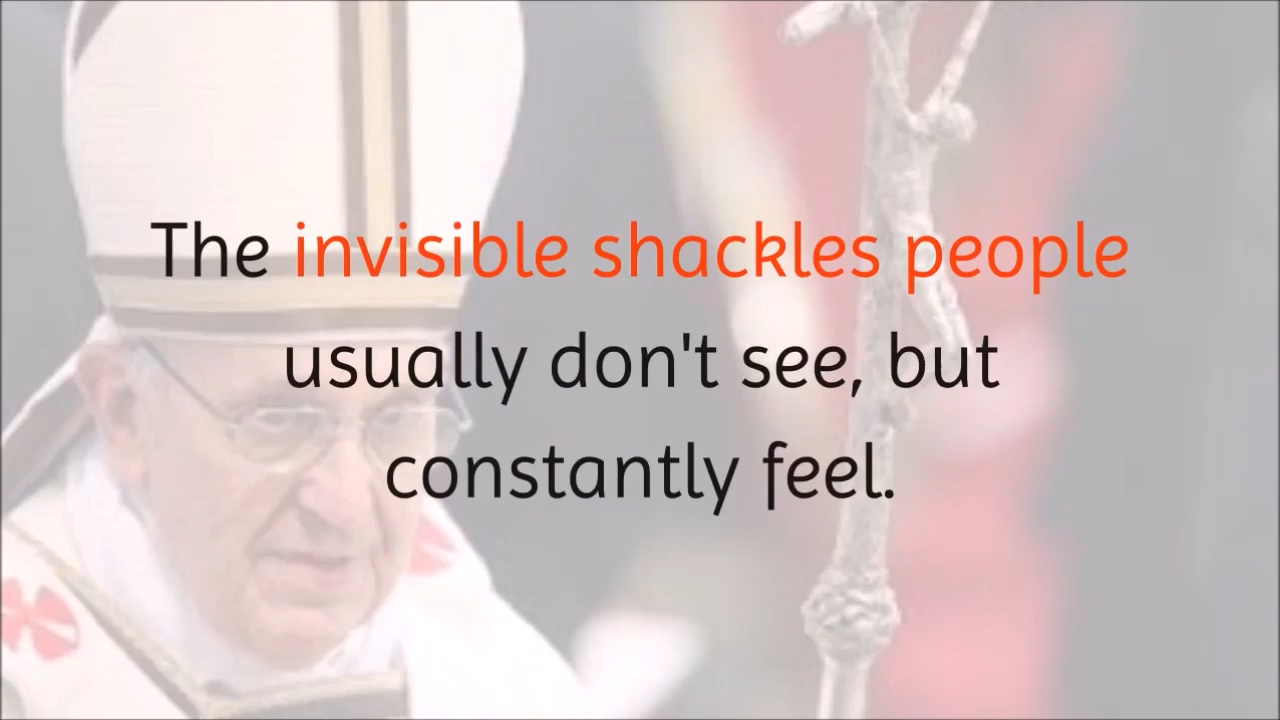 The invisible shackles people
usually don't see, but
constantly feel.